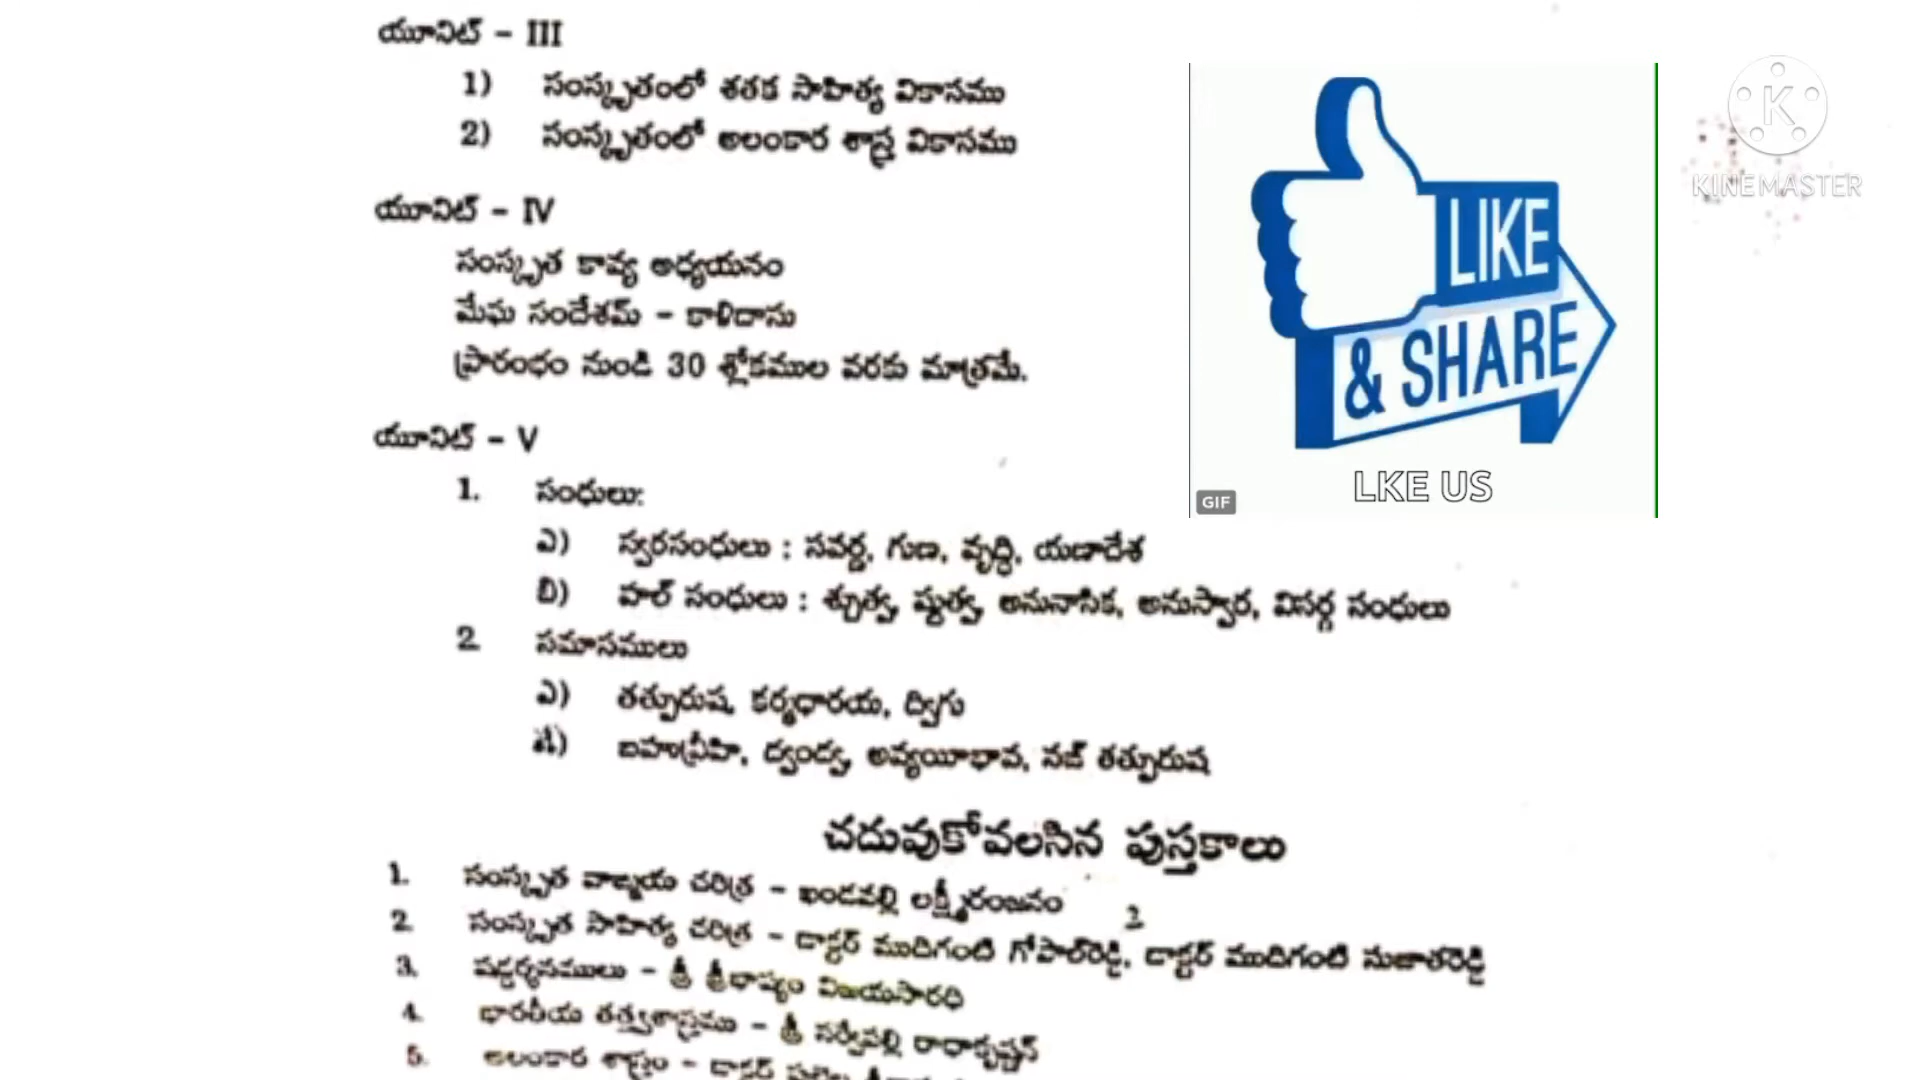 యూనిట్ - III
1) సంస్కృతంలో శతక సాహిత్య వికాసము
2) సంస్కృతంలో అలంకార శాస్త్ర వికాసము
యూనిట్ - IV
సంస్కృత కావ్య అధ్యయనం
మేఘ సందేశమ్ - కాళిదాసు
ప్రారంభం నుండి 30 శ్లోకముల వరకు మాత్రమే.
యూనిట్ - V
1. సంధులు:
ఎ) స్వరసంధులు : సవర్ణ, గుణ, వృద్ధి, యణాదేశ
బి) హల్ సంధులు : శ్చుత్వ, ష్టుత్వ, అనునాసిక, అనుస్వార, విసర్గ సంధులు
2. సమాసములు
ఎ) తత్పురుష, కర్మధారయ, ద్విగు
బహువ్రీహి, ద్వంద్వ, అవ్యయీభావ, నఞ్ తత్పురుష
చదువుకోవలసిన పుస్తకాలు
1. సంస్కృత వాఙ్మయ చరిత్ర - ఖండవల్లి లక్ష్మీరంజనం
2. సంస్కృత సాహిత్య చరిత్ర - డాక్టర్ ముదిగంటి గోపాల్‌రెడ్డి, డాక్టర్ ముదిగంటి సుజాతరెడ్డి
3. షడ్దర్శనములు - శ్రీ శ్రీభాష్యం విజయసారథి
4. భారతీయ తత్త్వశాస్త్రము - శ్రీ సర్వేపల్లి రాధాకృష్ణన్
5. అలంకార శాస్త్రం - డాక్టర్
LIKE
& SHARE
LKE US
GIF
K
KINEMASTER